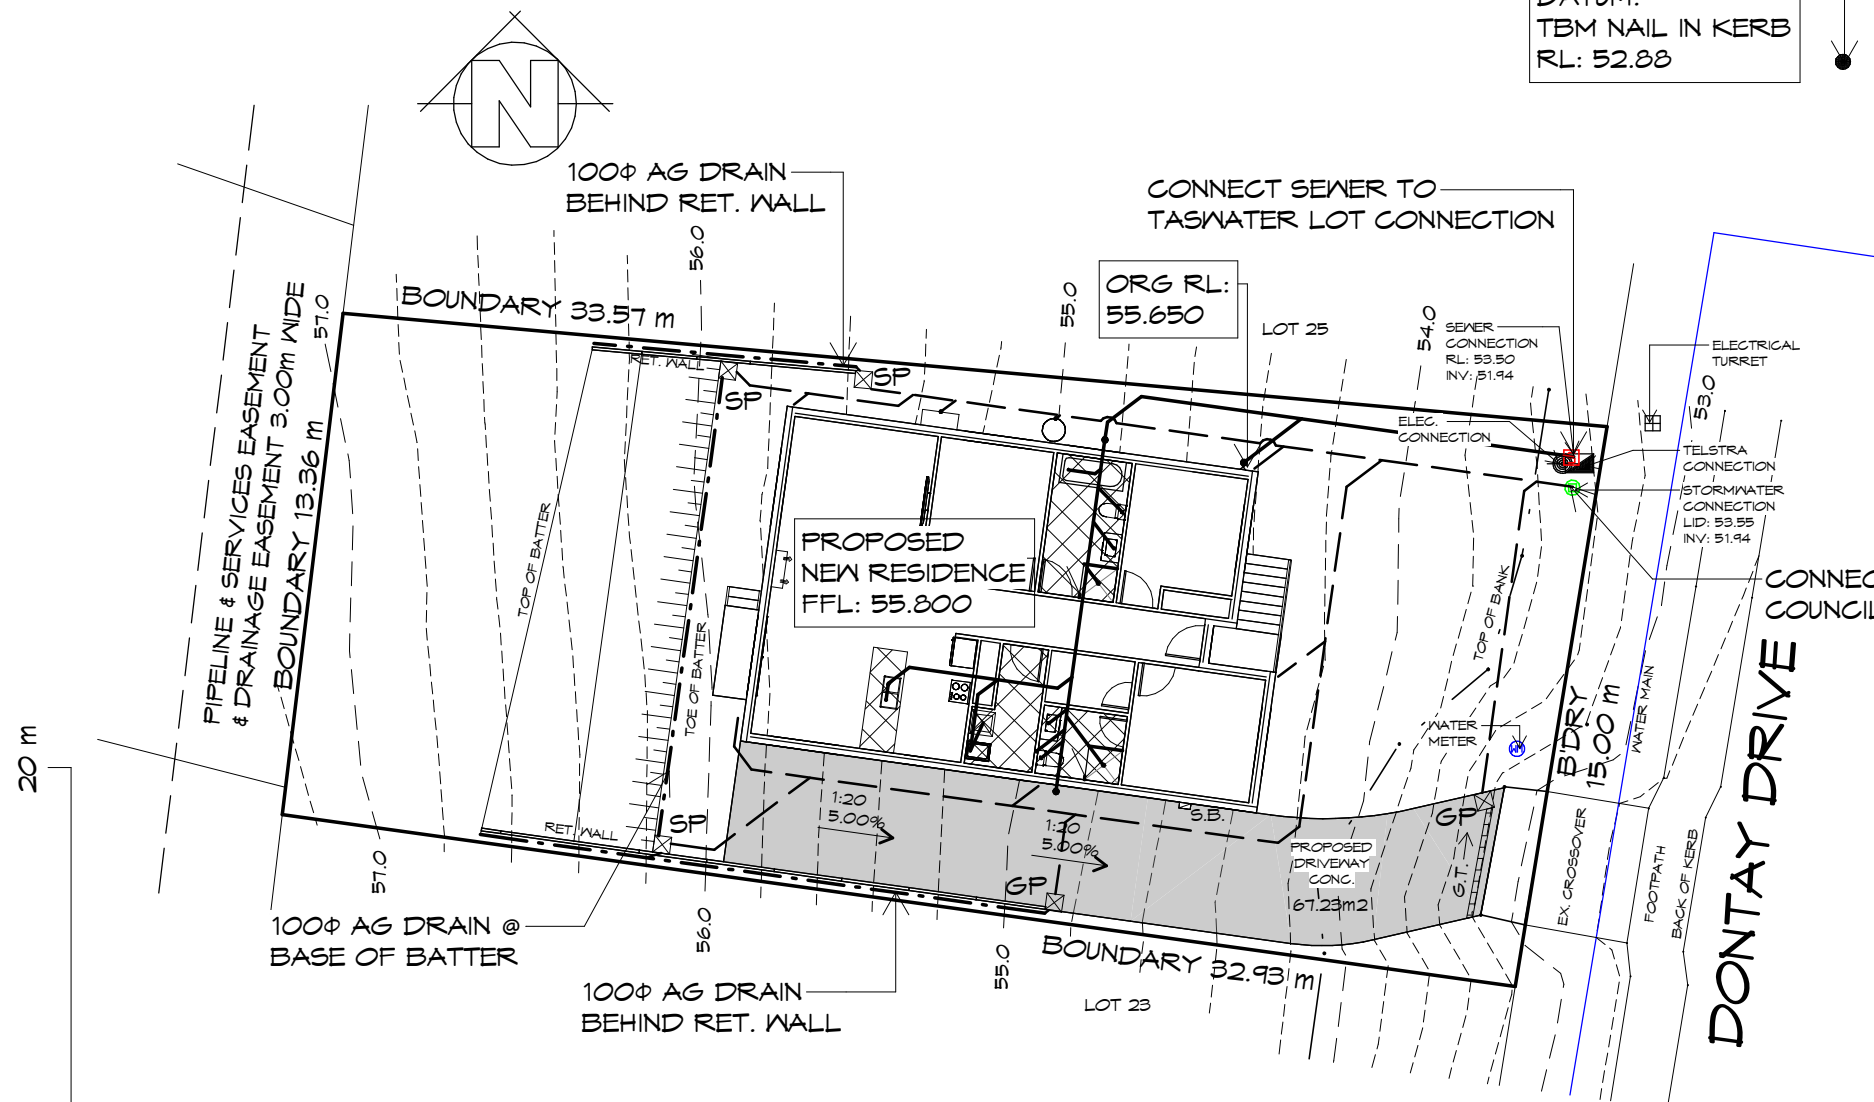 DATUM:
TBM NAIL IN KERB
RL: 52.88
N
100Φ AG DRAIN
BEHIND RET. WALL
CONNECT SEWER TO
TASWATER LOT CONNECTION
ORG RL:
55.650
LOT 25
56.0
55.0
54.0
53.0
57.0
SEWER
CONNECTION
RL: 53.50
INV: 51.94
ELECTRICAL
TURRET
BOUNDARY 33.57 m
PIPELINE & SERVICES EASEMENT
& DRAINAGE EASEMENT 3.00m WIDE
BOUNDARY 13.36 m
RET. WALL
SP
SP
ELEC.
CONNECTION
TELSTRA
CONNECTION
STORMWATER
CONNECTION
LID: 53.55
INV: 51.94
TOP OF BATTER
TOE OF BATTER
PROPOSED
NEW RESIDENCE
FFL: 55.800
TOP OF BANK
CONNEC
COUNCIL
WATER
METER
B'DRY
15.00 m
WATER MAIN
DONTAY DRIVE
20 m
RET. WALL
SP
1:20
5.00%
1:20
5.00%
S.B.
GP
GP
G.T.
PROPOSED
DRIVEWAY
CONC.
67.23m2
EX. CROSSOVER
FOOTPATH
BACK OF KERB
57.0
56.0
55.0
100Φ AG DRAIN @
BASE OF BATTER
100Φ AG DRAIN
BEHIND RET. WALL
BOUNDARY 32.93 m
LOT 23